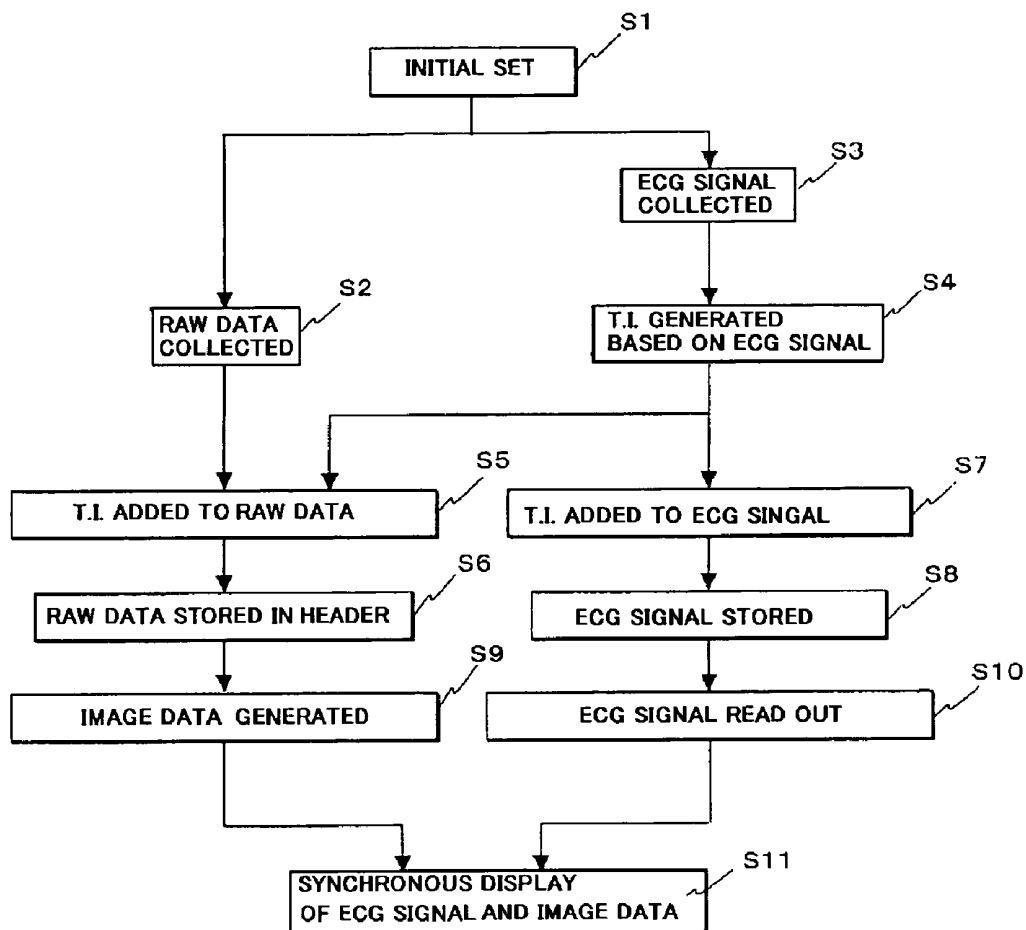 S1
INITIAL SET
S3
ECG SIGNAL
COLLECTED
S2
RAW DATA
COLLECTED
S4
T.I. GENERATED
BASED ON ECG SIGNAL
S5
T.I. ADDED TO RAW DATA
S7
T.I. ADDED TO ECG SINGAL
S6
RAW DATA STORED IN HEADER
S8
ECG SIGNAL STORED
S9
IMAGE DATA GENERATED
S10
ECG SIGNAL READ OUT
S11
SYNCHRONOUS DISPLAY
OF ECG SIGNAL AND IMAGE DATA